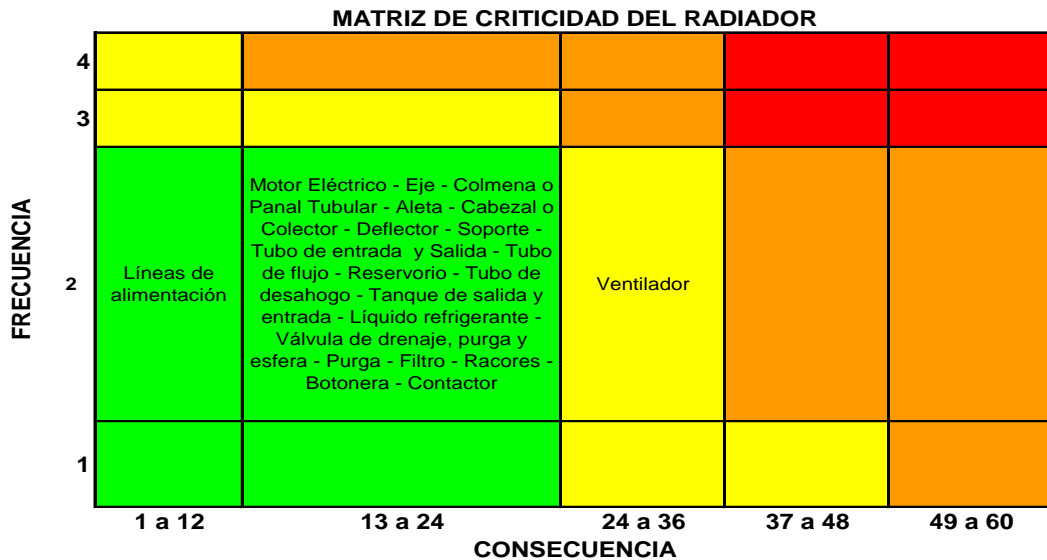 MATRIZ DE CRITICIDAD DEL RADIADOR
FRECUENCIA
4
3
2
Líneas de
alimentación
Motor Eléctrico - Eje - Colmena o
Panal Tubular - Aleta - Cabezal o
Colector - Deflector - Soporte -
Tubo de entrada y Salida - Tubo
de flujo - Reservorio - Tubo de
desahogo - Tanque de salida y
entrada - Líquido refrigerante -
Válvula de drenaje, purga y
esfera - Purga - Filtro - Racores -
Botonera - Contactor
Ventilador
1
1 a 12
13 a 24
24 a 36
37 a 48
49 a 60
CONSECUENCIA